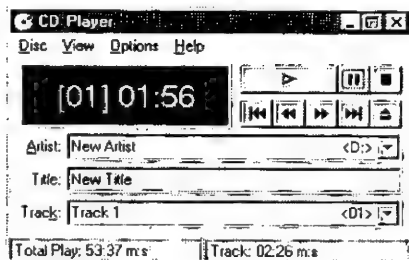 CD Player
Disc View Options Help
[01] 01:56
Artist: New Artist <D:>
Title: New Title
Track: Track 1 <01>
Total Play: 53:37 m:s Track: 02:26 m:s